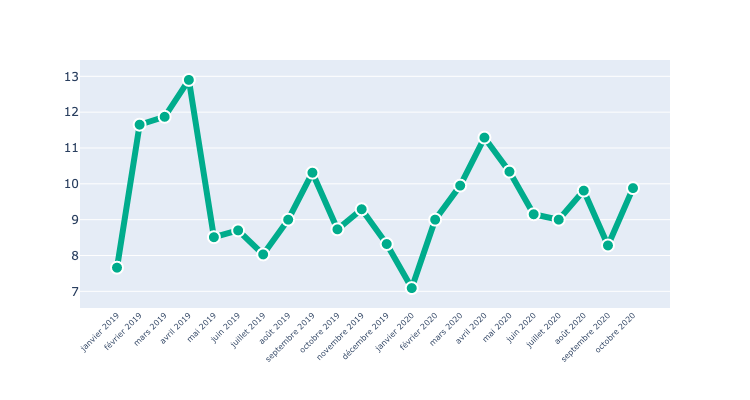 13
12
11
10
9
8
7
janvier 2019
février 2019
mars 2019
avril 2019
mai 2019
juin 2019
juillet 2019
août 2019
septembre 2019
octobre 2019
novembre 2019
décembre 2019
janvier 2020
février 2020
mars 2020
avril 2020
mai 2020
juin 2020
juillet 2020
août 2020
septembre 2020
octobre 2020